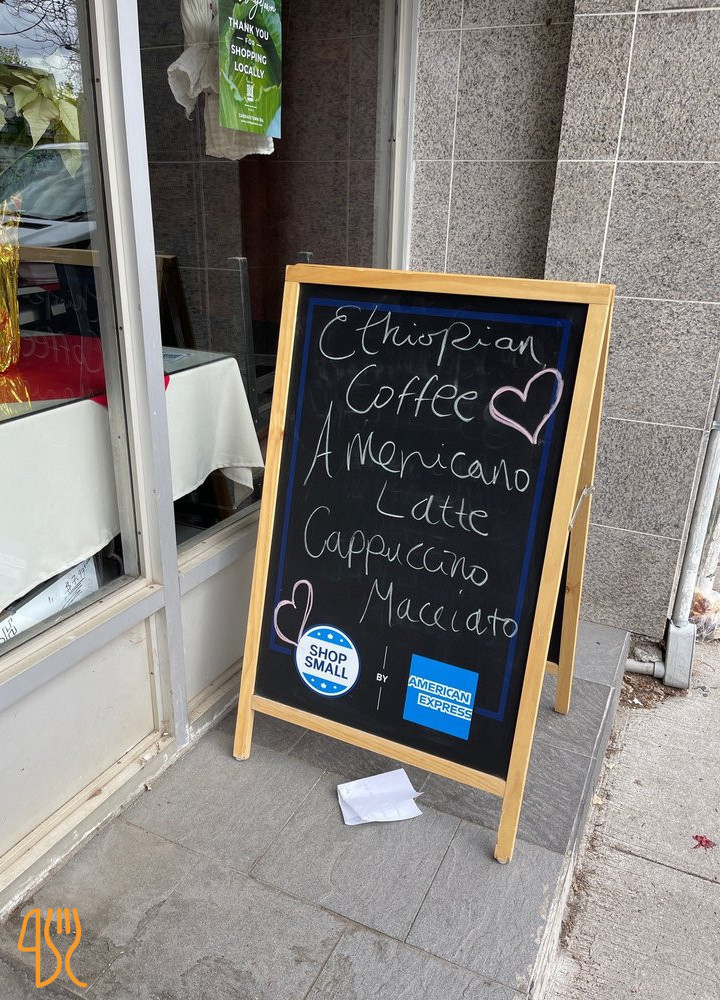 THANK YOU
FOR
SHOPPING
LOCALLY
Ethiopian
Coffee
Americano
Latte
Cappuccino
Macciato
SHOP
SMALL
BY
AMERICAN
EXPRESS